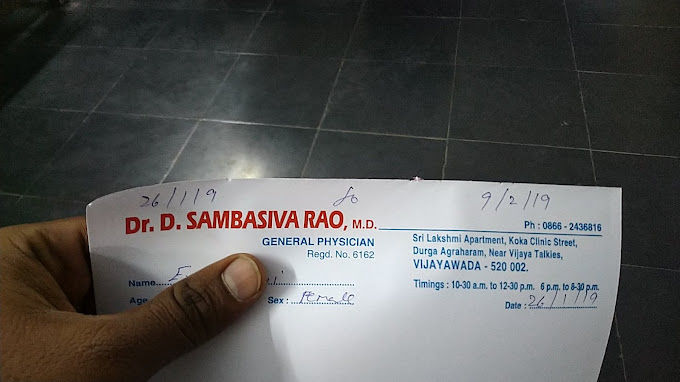 26/1/19 to 9/2/19
Dr. D. SAMBASIVA RAO, M.D.
Ph : 0866 - 2436816
GENERAL PHYSICIAN
Regd. No. 6162
Sri Lakshmi Apartment, Koka Clinic Street,
Durga Agraharam, Near Vijaya Talkies,
VIJAYAWADA - 520 002.
Name
Timings : 10-30 a.m. to 12-30 p.m. 6 p.m. to 8-30 p.m.
Age Sex : Female
Date : 26/1/19